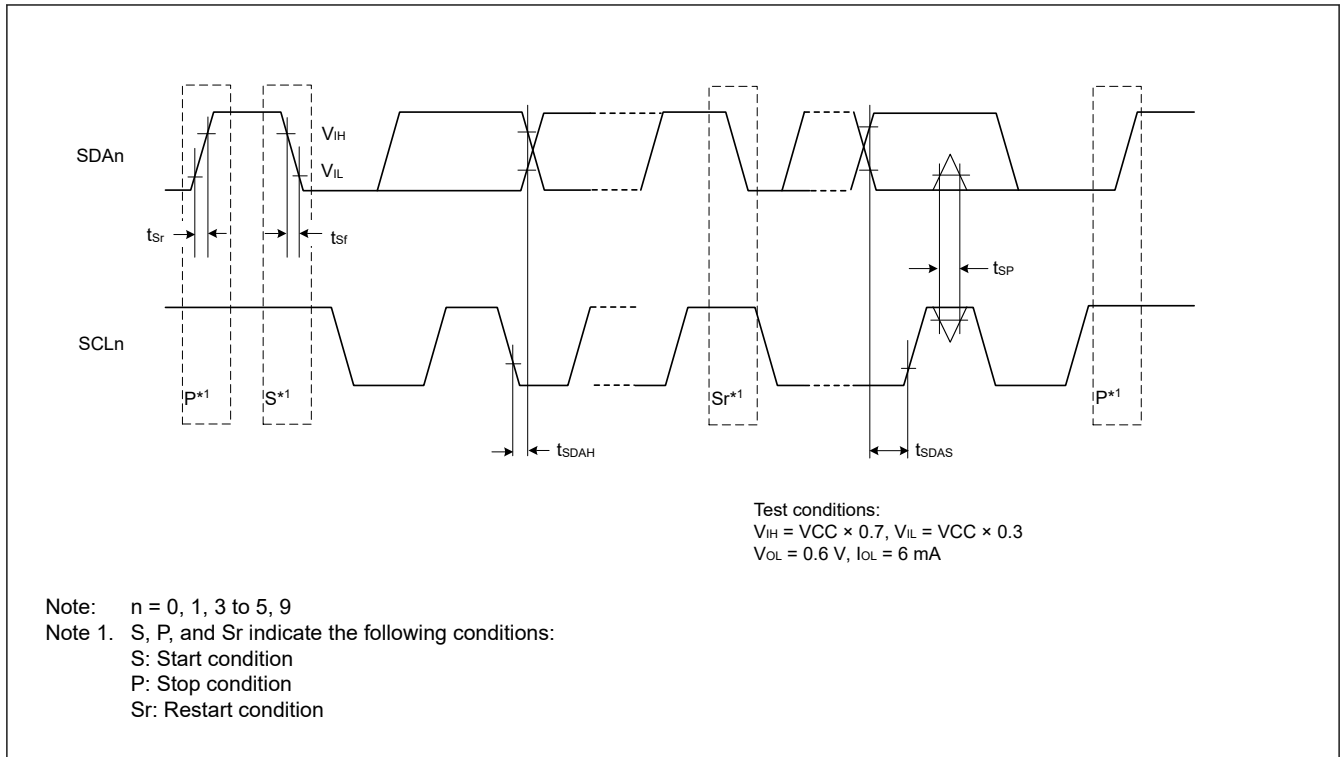 SDAn
VIH
VIL
tSr
tSf
tSP
SCLn
P*1
S*1
Sr*1
P*1
tSDAH
tSDAS
Test conditions:
VIH = VCC × 0.7, VIL = VCC × 0.3
VOL = 0.6 V, IOL = 6 mA
Note: n = 0, 1, 3 to 5, 9
Note 1. S, P, and Sr indicate the following conditions:
S: Start condition
P: Stop condition
Sr: Restart condition